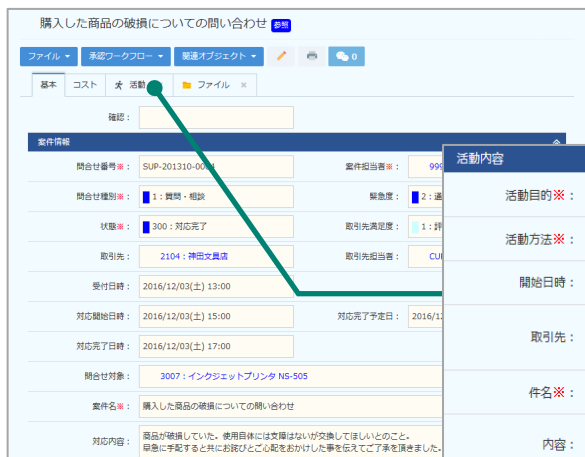 購入した商品の破損についての問い合わせ 参照
ファイル 承認ワークフロー 関連オブジェクト 0
基本 コスト 活動 ファイル ×
確認：
案件情報
問合せ番号※： SUP-201310-00 案件担当者※： 999
問合せ種別※： 1：質問・相談 緊急度： 2：
状態※： 300：対応完了 取引先満足度： 1：
取引先： 2104：神田文具店 取引先担当者：
受付日時： 2016/12/03(土) 13:00
対応開始日時： 2016/12/03(土) 15:00 対応完了予定日： 2016/12
対応完了日時： 2016/12/03(土) 17:00
問合せ対象： 3007：インクジェットプリンタ NS-505
案件名※： 購入した商品の破損についての問い合わせ
対応内容： 商品が破損していた。使用自体には支障はないが交換してほしいとのこと。
早急に手配すると共にお詫びとご心配をおかけした事を伝えてご了承を頂きました。
活動内容
活動目的※：
活動方法※：
開始日時：
取引先：
件名※：
内容：